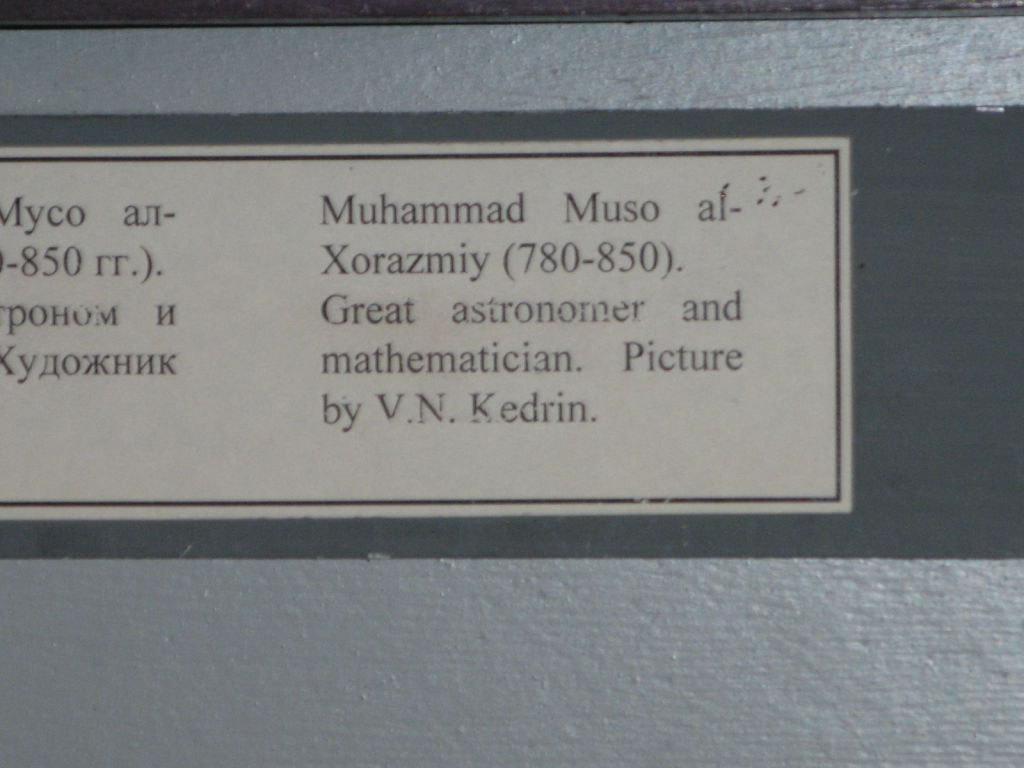 Мусо ал-
-850 гг.).
троном и
Художник
Muhammad Muso al-
Xorazmiy (780-850).
Great astronomer and
mathematician. Picture
by V.N. Kedrin.